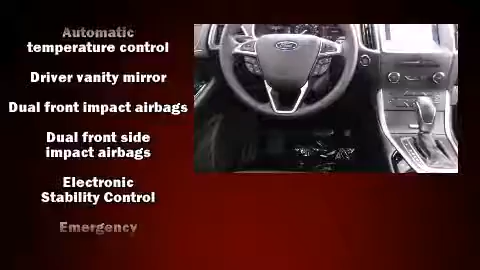 Automatic
temperature control
Driver vanity mirror
Dual front impact airbags
Dual front side
impact airbags
Electronic
Stability Control
Emergency
Ford